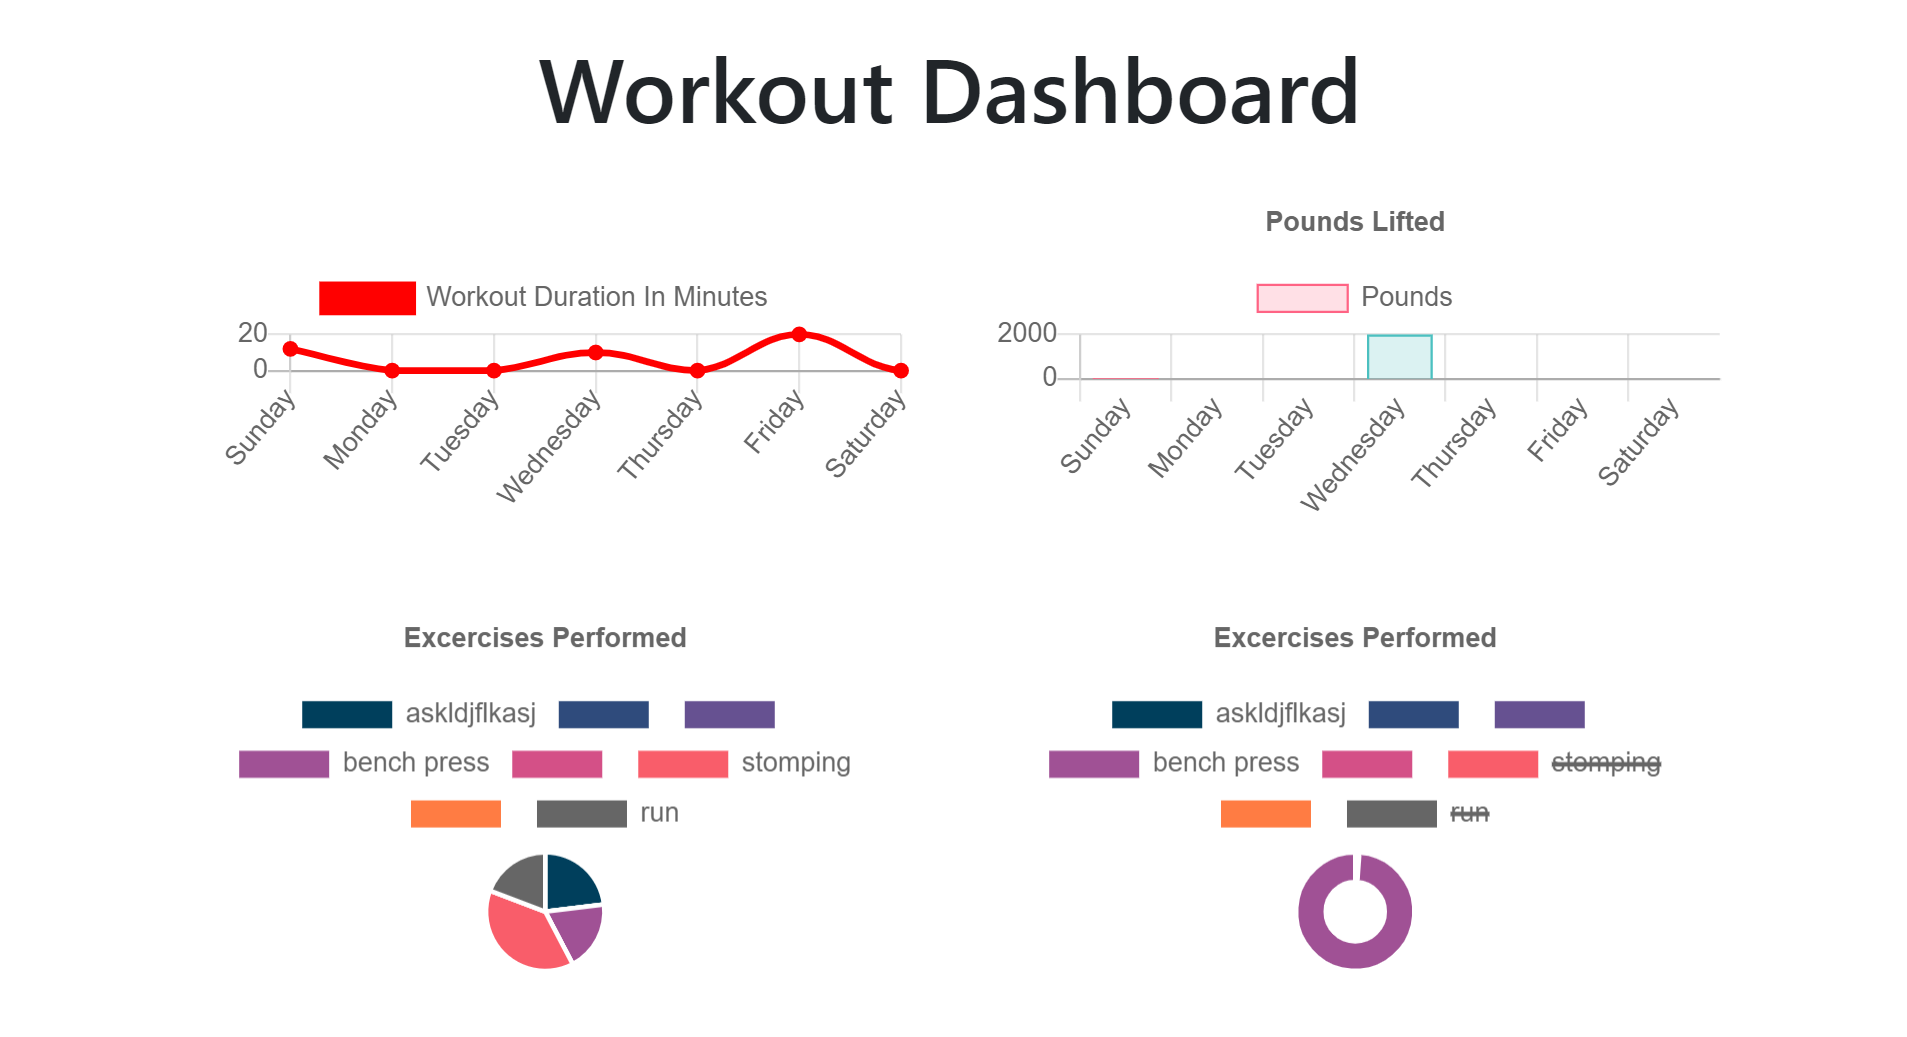 Workout Dashboard
Workout Duration In Minutes
20
0
Sunday
Monday
Tuesday
Wednesday
Thursday
Friday
Saturday
Pounds Lifted
Pounds
2000
0
Sunday
Monday
Tuesday
Wednesday
Thursday
Friday
Saturday
Excercises Performed
askldjflkasj
bench press stomping
run
Excercises Performed
askldjflkasj
bench press stomping
run